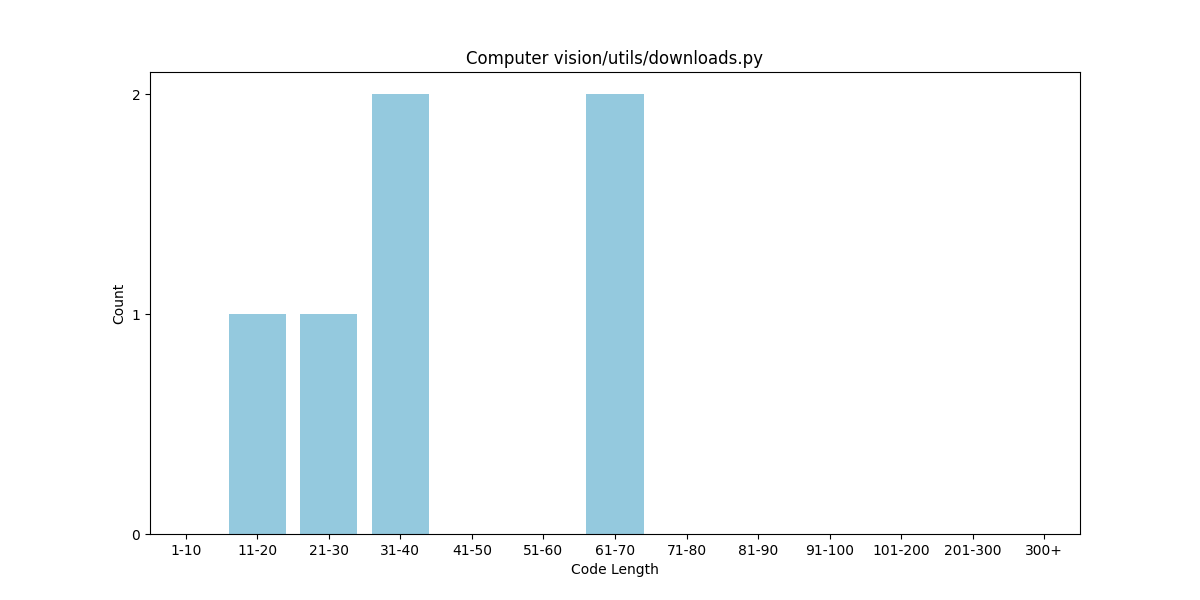 Computer vision/utils/downloads.py
2
1
0
Count
1-10 11-20 21-30 31-40 41-50 51-60 61-70 71-80 81-90 91-100 101-200 201-300 300+
Code Length